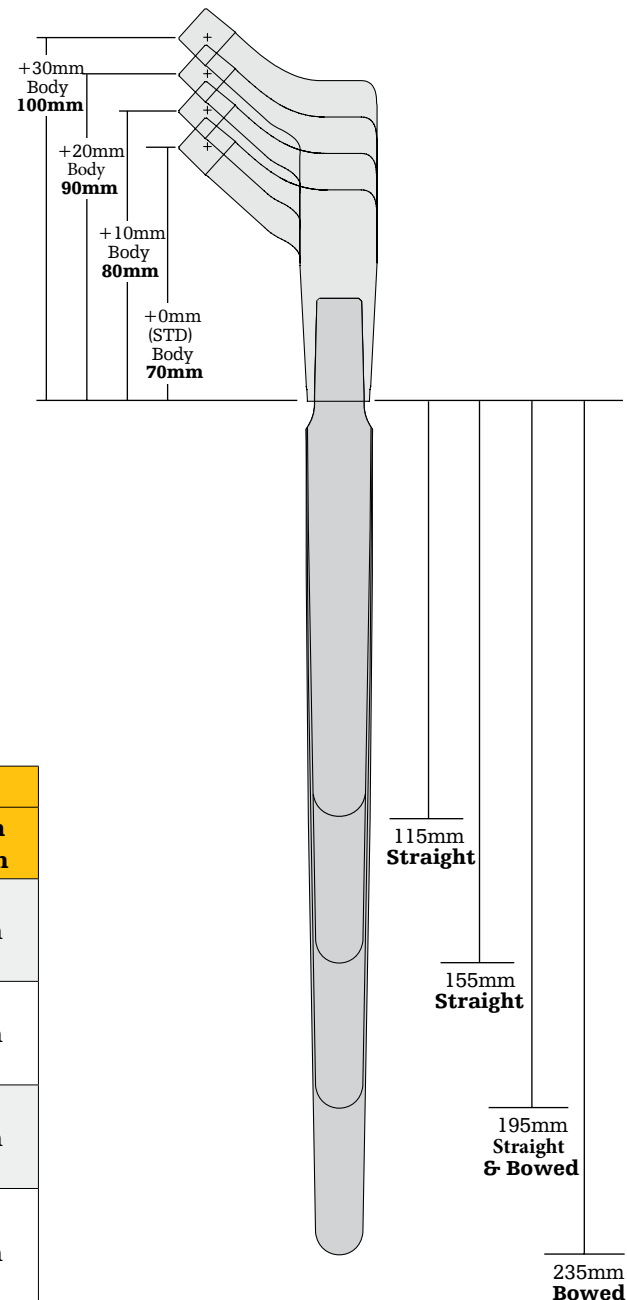 +30mm
Body
100mm
+20mm
Body
90mm
+10mm
Body
80mm
+0mm
(STD)
Body
70mm
115mm
Straight
155mm
Straight
195mm
Straight
& Bowed
235mm
Bowed